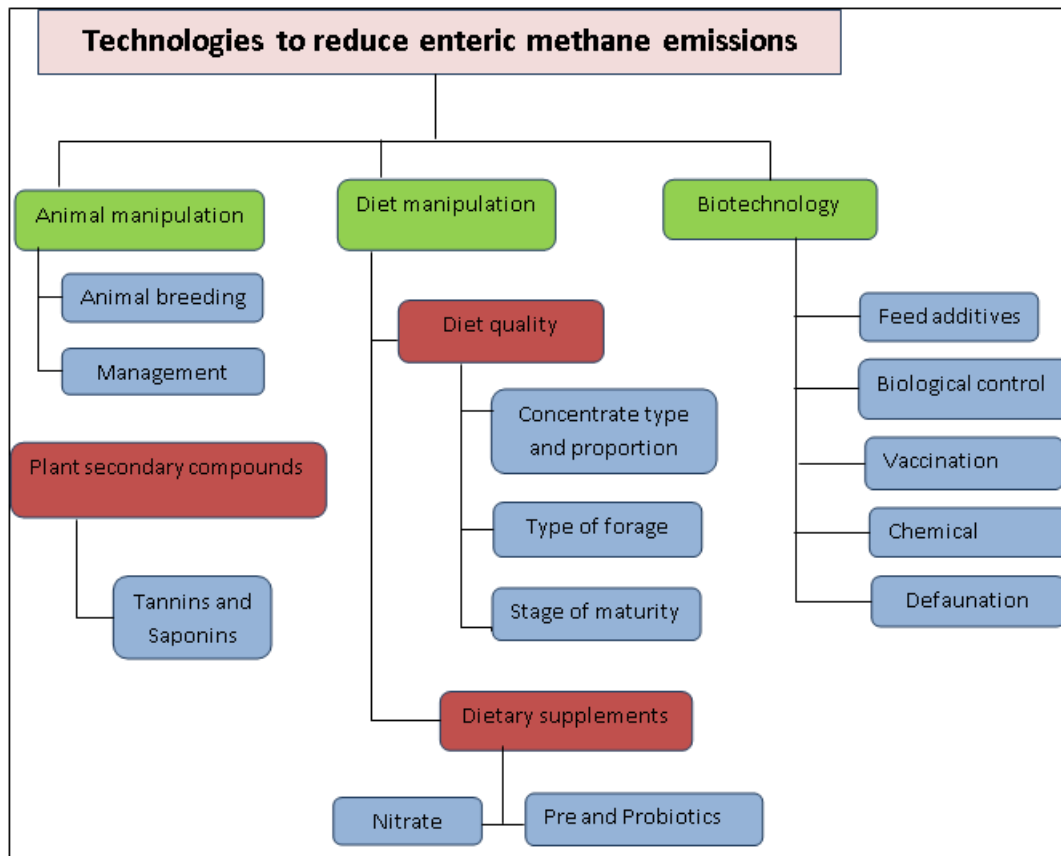 Technologies to reduce enteric methane emissions
Animal manipulation
Diet manipulation
Biotechnology
Animal breeding
Management
Plant secondary compounds
Tannins and
Saponins
Diet quality
Concentrate type
and proportion
Type of forage
Stage of maturity
Dietary supplements
Nitrate
Pre and Probiotics
Feed additives
Biological control
Vaccination
Chemical
Defaunation